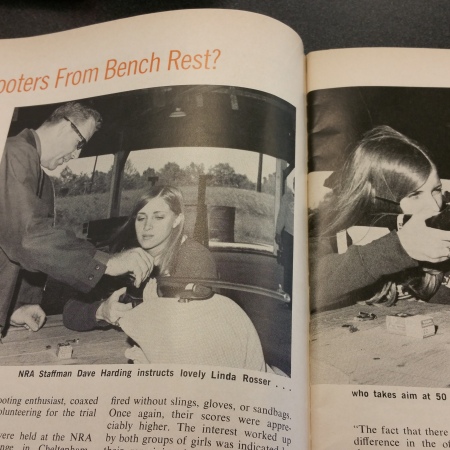 ooters From Bench Rest?
NRA Staffman Dave Harding instructs lovely Linda Rosser . . .
ooting enthusiast, coaxed
olunteering for the trial
were held at the NRA
nge in Cheltenham,
fired without slings, gloves, or sandbags.
Once again, their scores were appre-
ciably higher. The interest worked up
by both groups of girls was indicated
who takes aim at 50
"The fact that there
difference in the